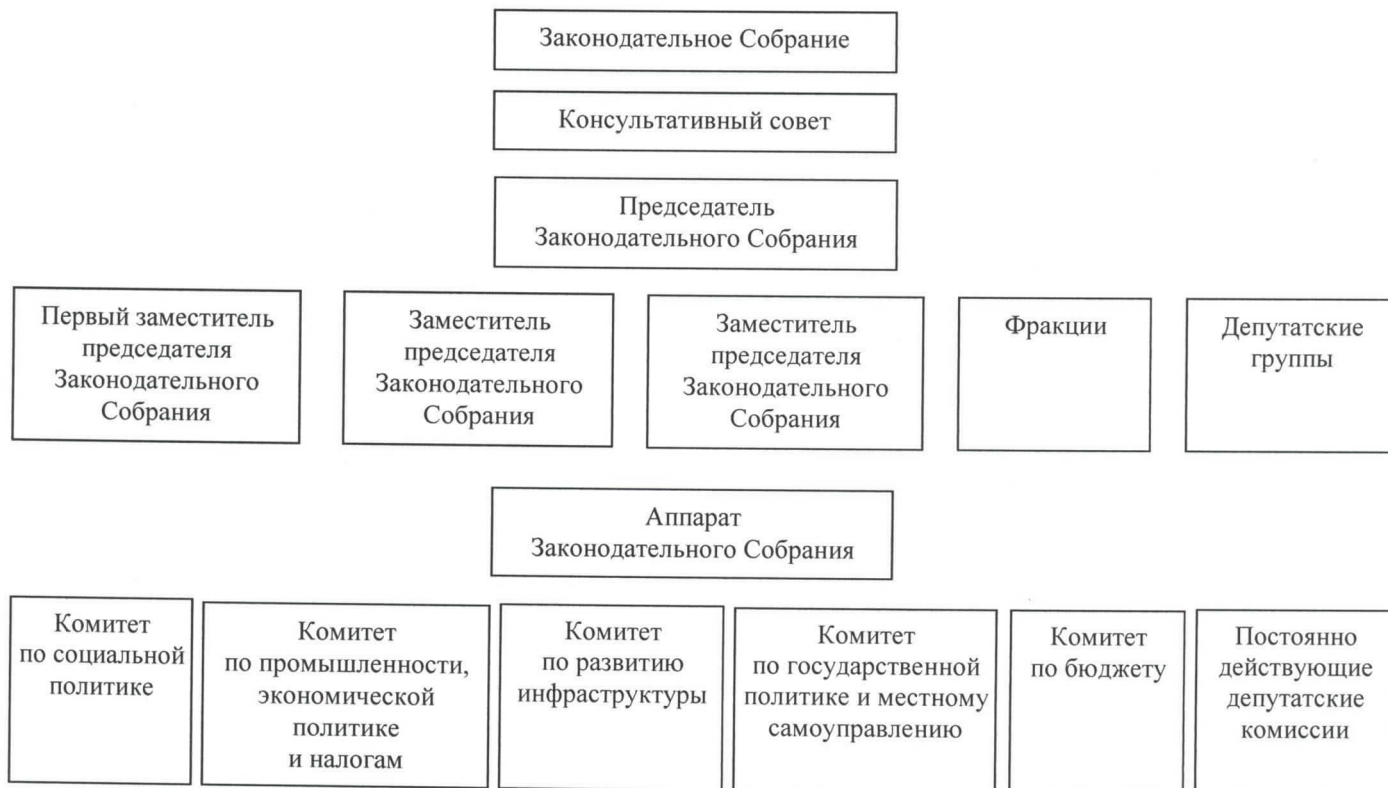 Законодательное Собрание
Консультативный совет
Председатель
Законодательного Собрания
Первый заместитель
председателя
Законодательного
Собрания
Заместитель
председателя
Законодательного
Собрания
Заместитель
председателя
Законодательного
Собрания
Фракции
Депутатские
группы
Аппарат
Законодательного Собрания
Комитет
по социальной
политике
Комитет
по промышленности,
экономической
политике
и налогам
Комитет
по развитию
инфраструктуры
Комитет
по государственной
политике и местному
самоуправлению
Комитет
по бюджету
Постоянно
действующие
депутатские
комиссии